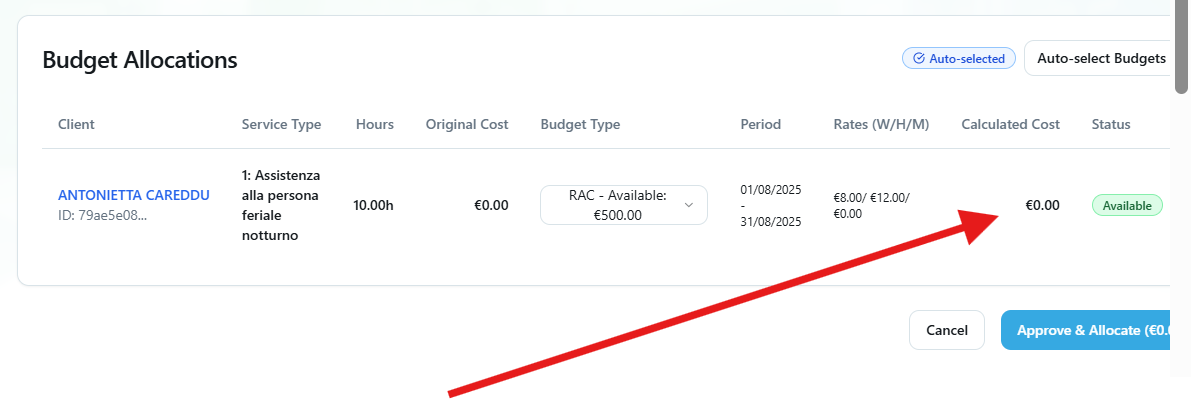 Budget Allocations
Auto-selected
Auto-select Budgets
Client
Service Type
Hours
Original Cost
Budget Type
Period
Rates (W/H/M)
Calculated Cost
Status
ANTONIETTA CAREDDU
ID: 79ae5e08...
1: Assistenza
alla persona
feriale
notturno
10.00h
€0.00
RAC - Available:
€500.00
01/08/2025
-
31/08/2025
€8.00/ €12.00/
€0.00
€0.00
Available
Cancel
Approve & Allocate (€0.0